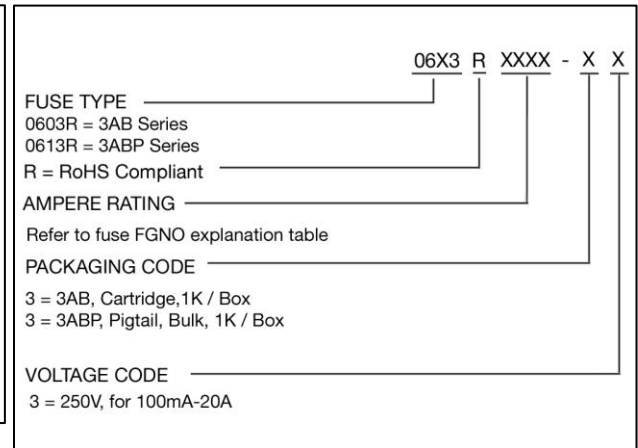 06X3 R XXXX - X X
FUSE TYPE
0603R = 3AB Series
0613R = 3ABP Series
R = RoHS Compliant
AMPERE RATING
Refer to fuse FGNO explanation table
PACKAGING CODE
3 = 3AB, Cartridge,1K / Box
3 = 3ABP, Pigtail, Bulk, 1K / Box
VOLTAGE CODE
3 = 250V, for 100mA-20A